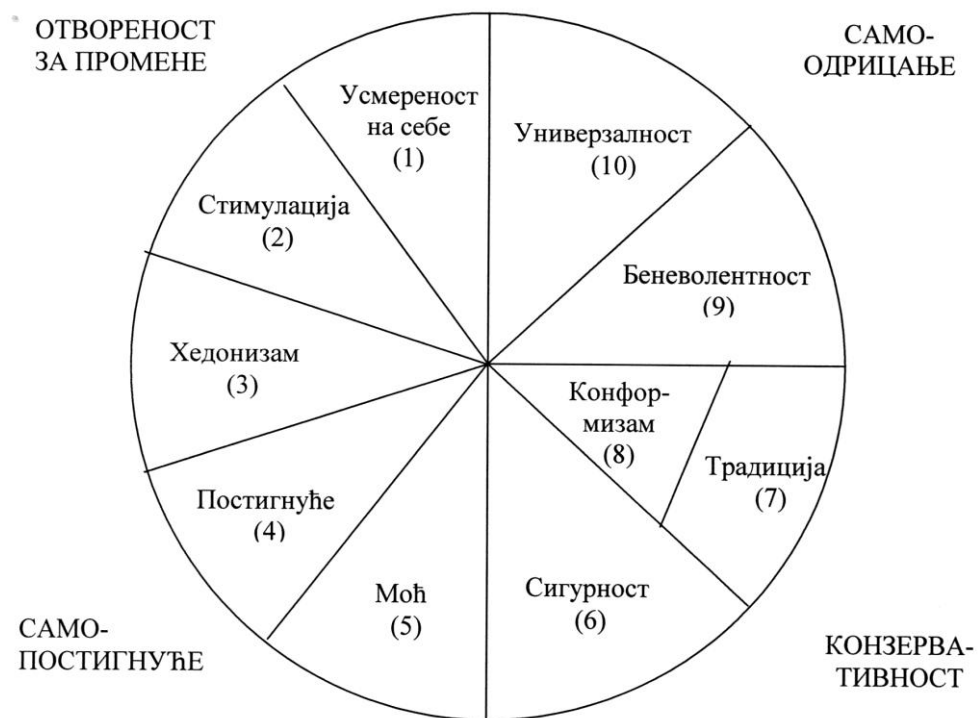 ОТВОРЕНОСТ
ЗА ПРОМЕНЕ
САМО-
ОДРИЦАЊЕ
Усмереност
на себе
(1)
Универзалност
(10)
Стимулација
(2)
Беневолентност
(9)
Хедонизам
(3)
Конфор-
мизам
(8)
Традиција
(7)
Постигнуће
(4)
Моћ
(5)
Сигурност
(6)
САМО-
ПОСТИГНУЋЕ
КОНЗЕРВА-
ТИВНОСТ